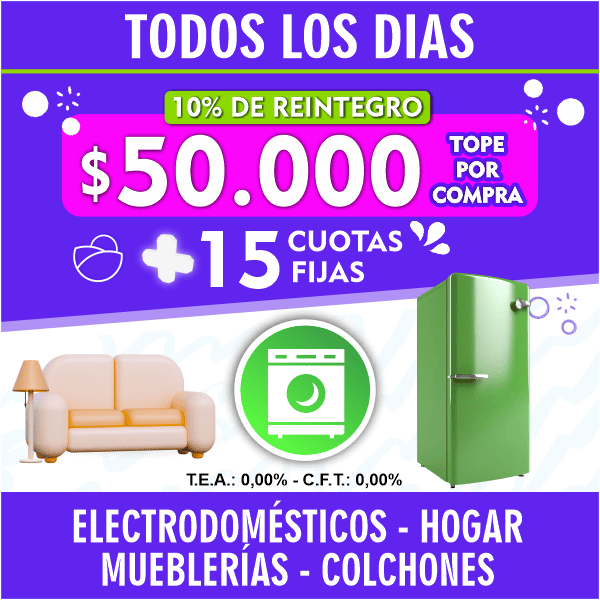 TODOS LOS DIAS
10% DE REINTEGRO
$50.000
TOPE
POR
COMPRA
+15
CUOTAS
FIJAS
T.E.A.: 0,00% - C.F.T.: 0,00%
ELECTRODOMÉSTICOS - HOGAR
MUEBLERÍAS - COLCHONES